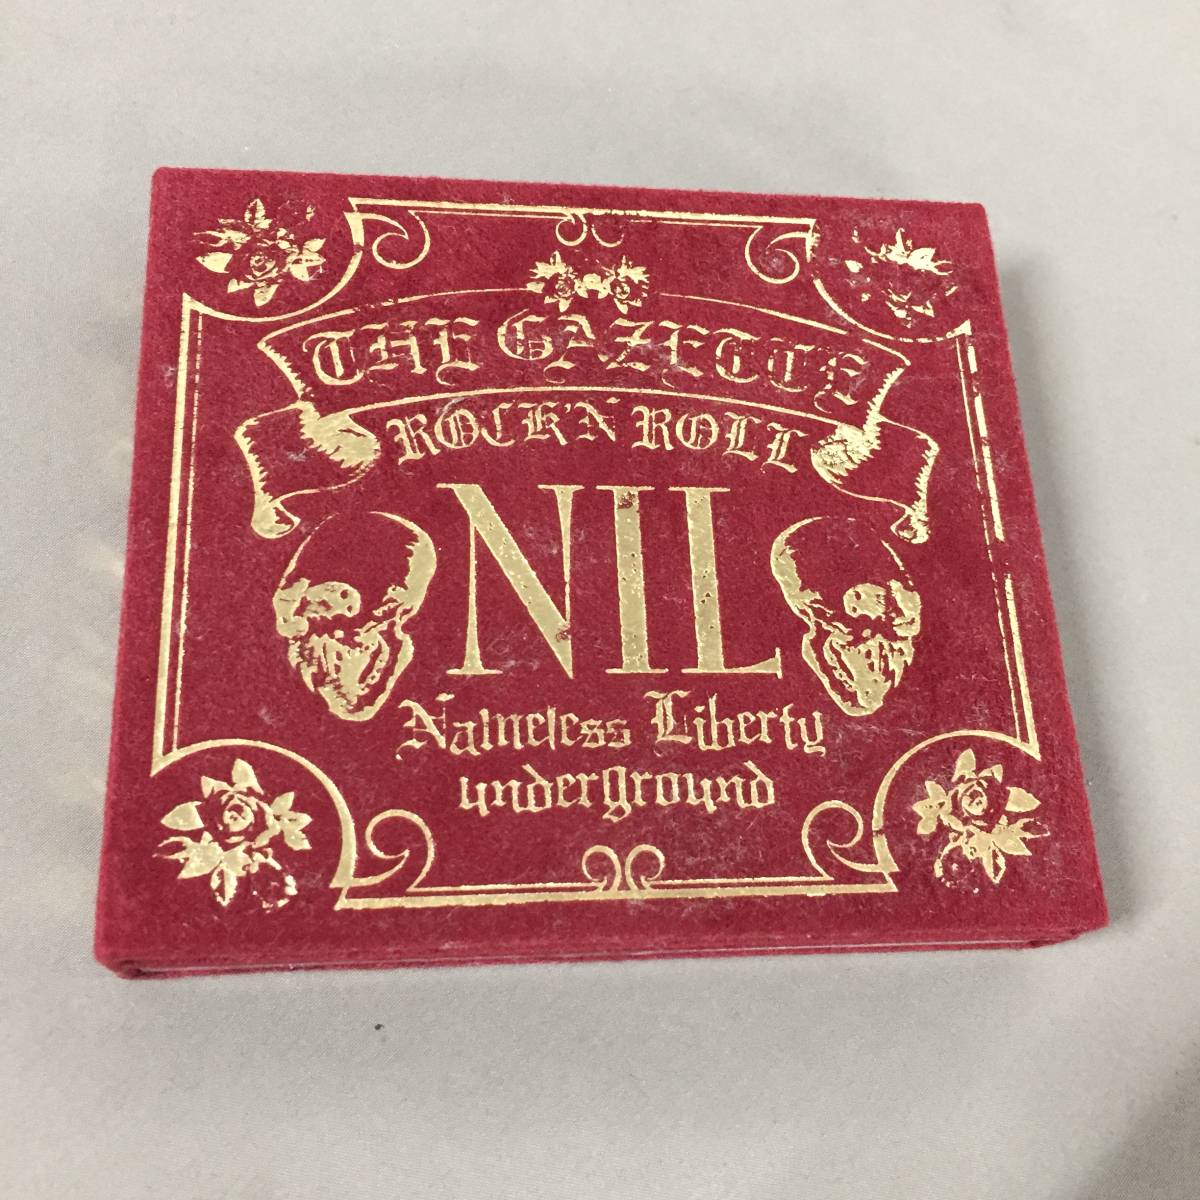 THE GAZETTE
ROCK'N ROLL
NIL
Nameless Liberty
underground